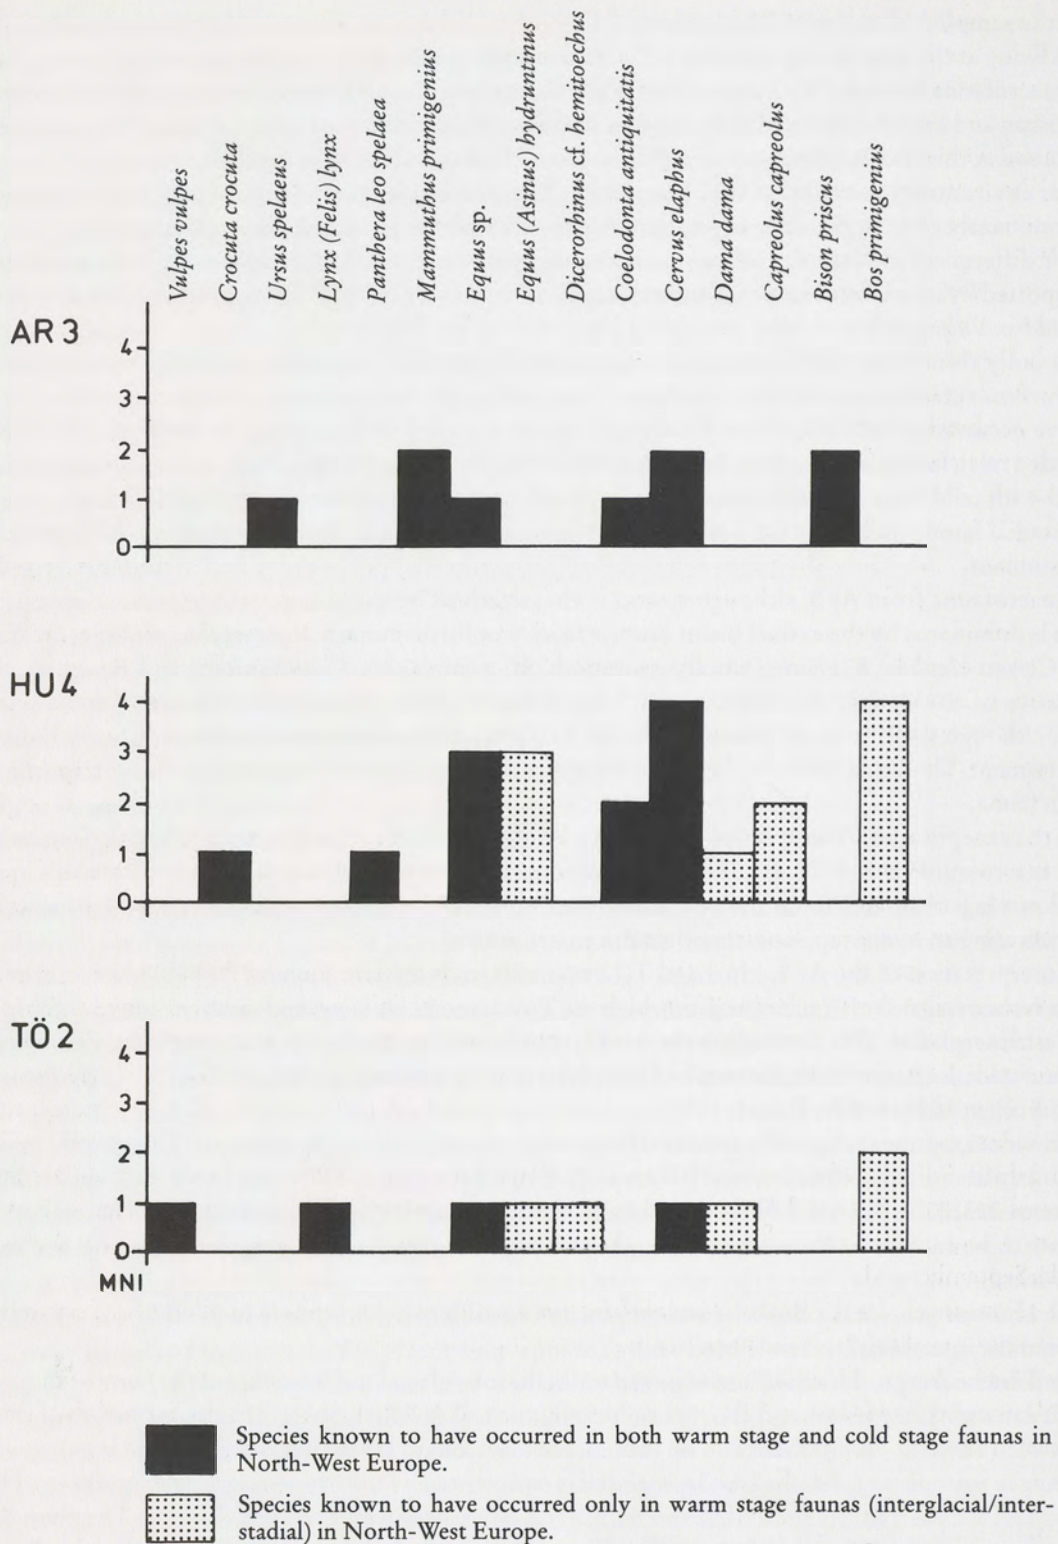 Vulpes vulpes
Crocuta crocuta
Ursus spelaeus
Lynx (Felis) lynx
Panthera leo spelaea
Mammuthus primigenius
Equus sp.
Equus (Asinus) hydruntinus
Dicerorhinus cf. hemitoechus
Coelodonta antiquitatis
Cervus elaphus
Dama dama
Capreolus capreolus
Bison priscus
Bos primigenius
AR 3
4
3
2
1
0
HU 4
4
3
2
1
0
TÖ 2
4
3
2
1
0
MNI
Species known to have occurred in both warm stage and cold stage faunas in
North-West Europe.
Species known to have occurred only in warm stage faunas (interglacial/inter-
stadial) in North-West Europe.